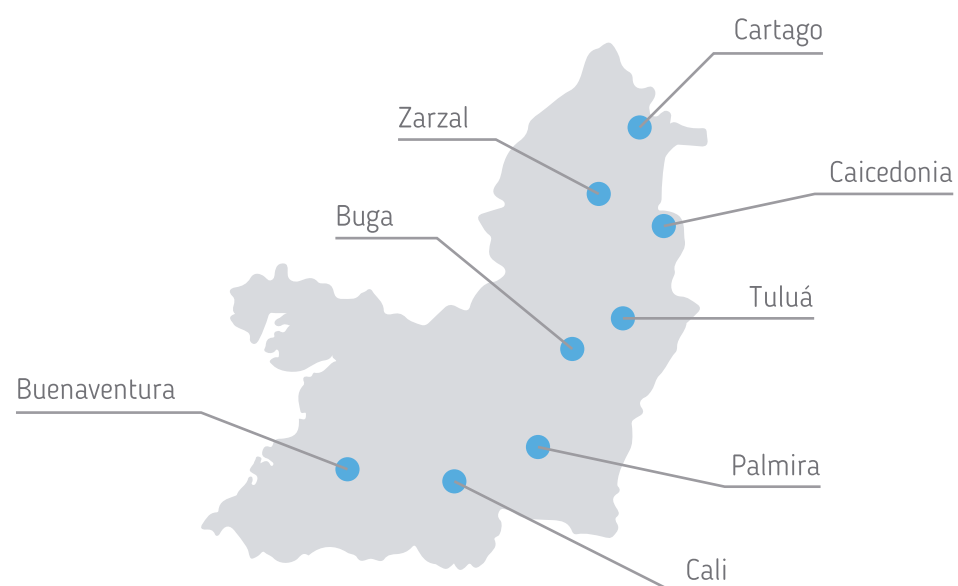 Cartago
Zarzal
Caicedonia
Buga
Tuluá
Buenaventura
Palmira
Cali